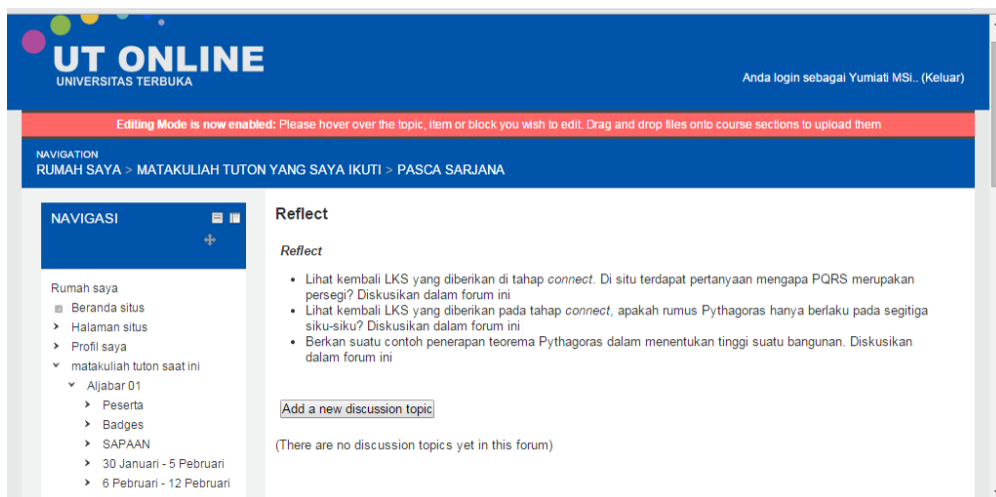 UT ONLINE
UNIVERSITAS TERBUKA
Anda login sebagai Yumiati MSi.. (Keluar)
Editing Mode is now enabled: Please hover over the topic, item or block you wish to edit. Drag and drop files onto course sections to upload them
NAVIGATION
RUMAH SAYA > MATAKULIAH TUTON YANG SAYA IKUTI > PASCA SARJANA
NAVIGASI
Rumah saya
Beranda situs
Halaman situs
Profil saya
matakuliah tuton saat ini
Aljabar 01
Peserta
Badges
SAPAAN
30 Januari - 5 Pebruari
6 Pebruari - 12 Pebruari
Reflect
Reflect
Lihat kembali LKS yang diberikan di tahap connect. Di situ terdapat pertanyaan mengapa PQRS merupakan
persegi? Diskusikan dalam forum ini
Lihat kembali LKS yang diberikan pada tahap connect, apakah rumus Pythagoras hanya berlaku pada segitiga
siku-siku? Diskusikan dalam forum ini
Berkan suatu contoh penerapan teorema Pythagoras dalam menentukan tinggi suatu bangunan. Diskusikan
dalam forum ini
Add a new discussion topic
(There are no discussion topics yet in this forum)